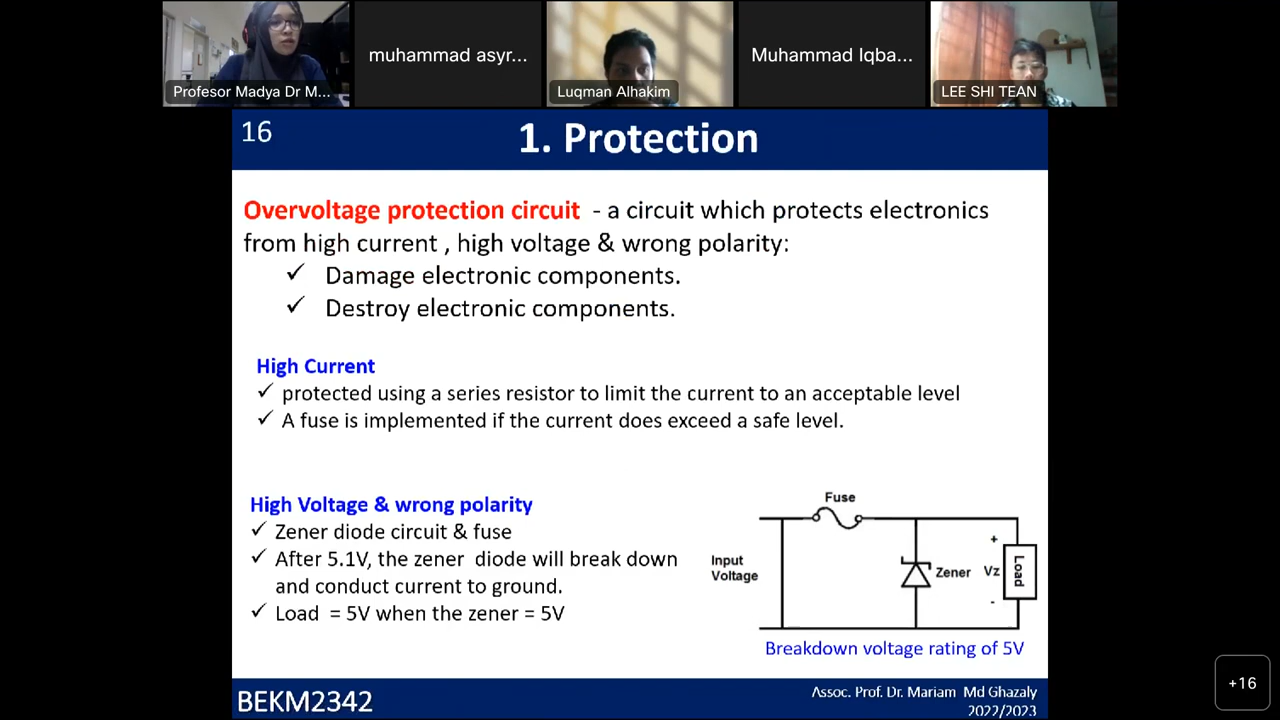 Profesor Madya Dr M...
muhammad asyr...
Luqman Alhakim
Muhammad Iqba...
LEE SHI TEAN
16
1. Protection
Overvoltage protection circuit - a circuit which protects electronics
from high current , high voltage & wrong polarity:
✓ Damage electronic components.
✓ Destroy electronic components.
High Current
✓ protected using a series resistor to limit the current to an acceptable level
✓ A fuse is implemented if the current does exceed a safe level.
High Voltage & wrong polarity
✓ Zener diode circuit & fuse
✓ After 5.1V, the zener diode will break down
and conduct current to ground.
✓ Load = 5V when the zener = 5V
Fuse
Input
Voltage
Zener
+
Vz
-
Load
Breakdown voltage rating of 5V
BEKM2342
Assoc. Prof. Dr. Mariam Md Ghazaly
2022/2023
+16